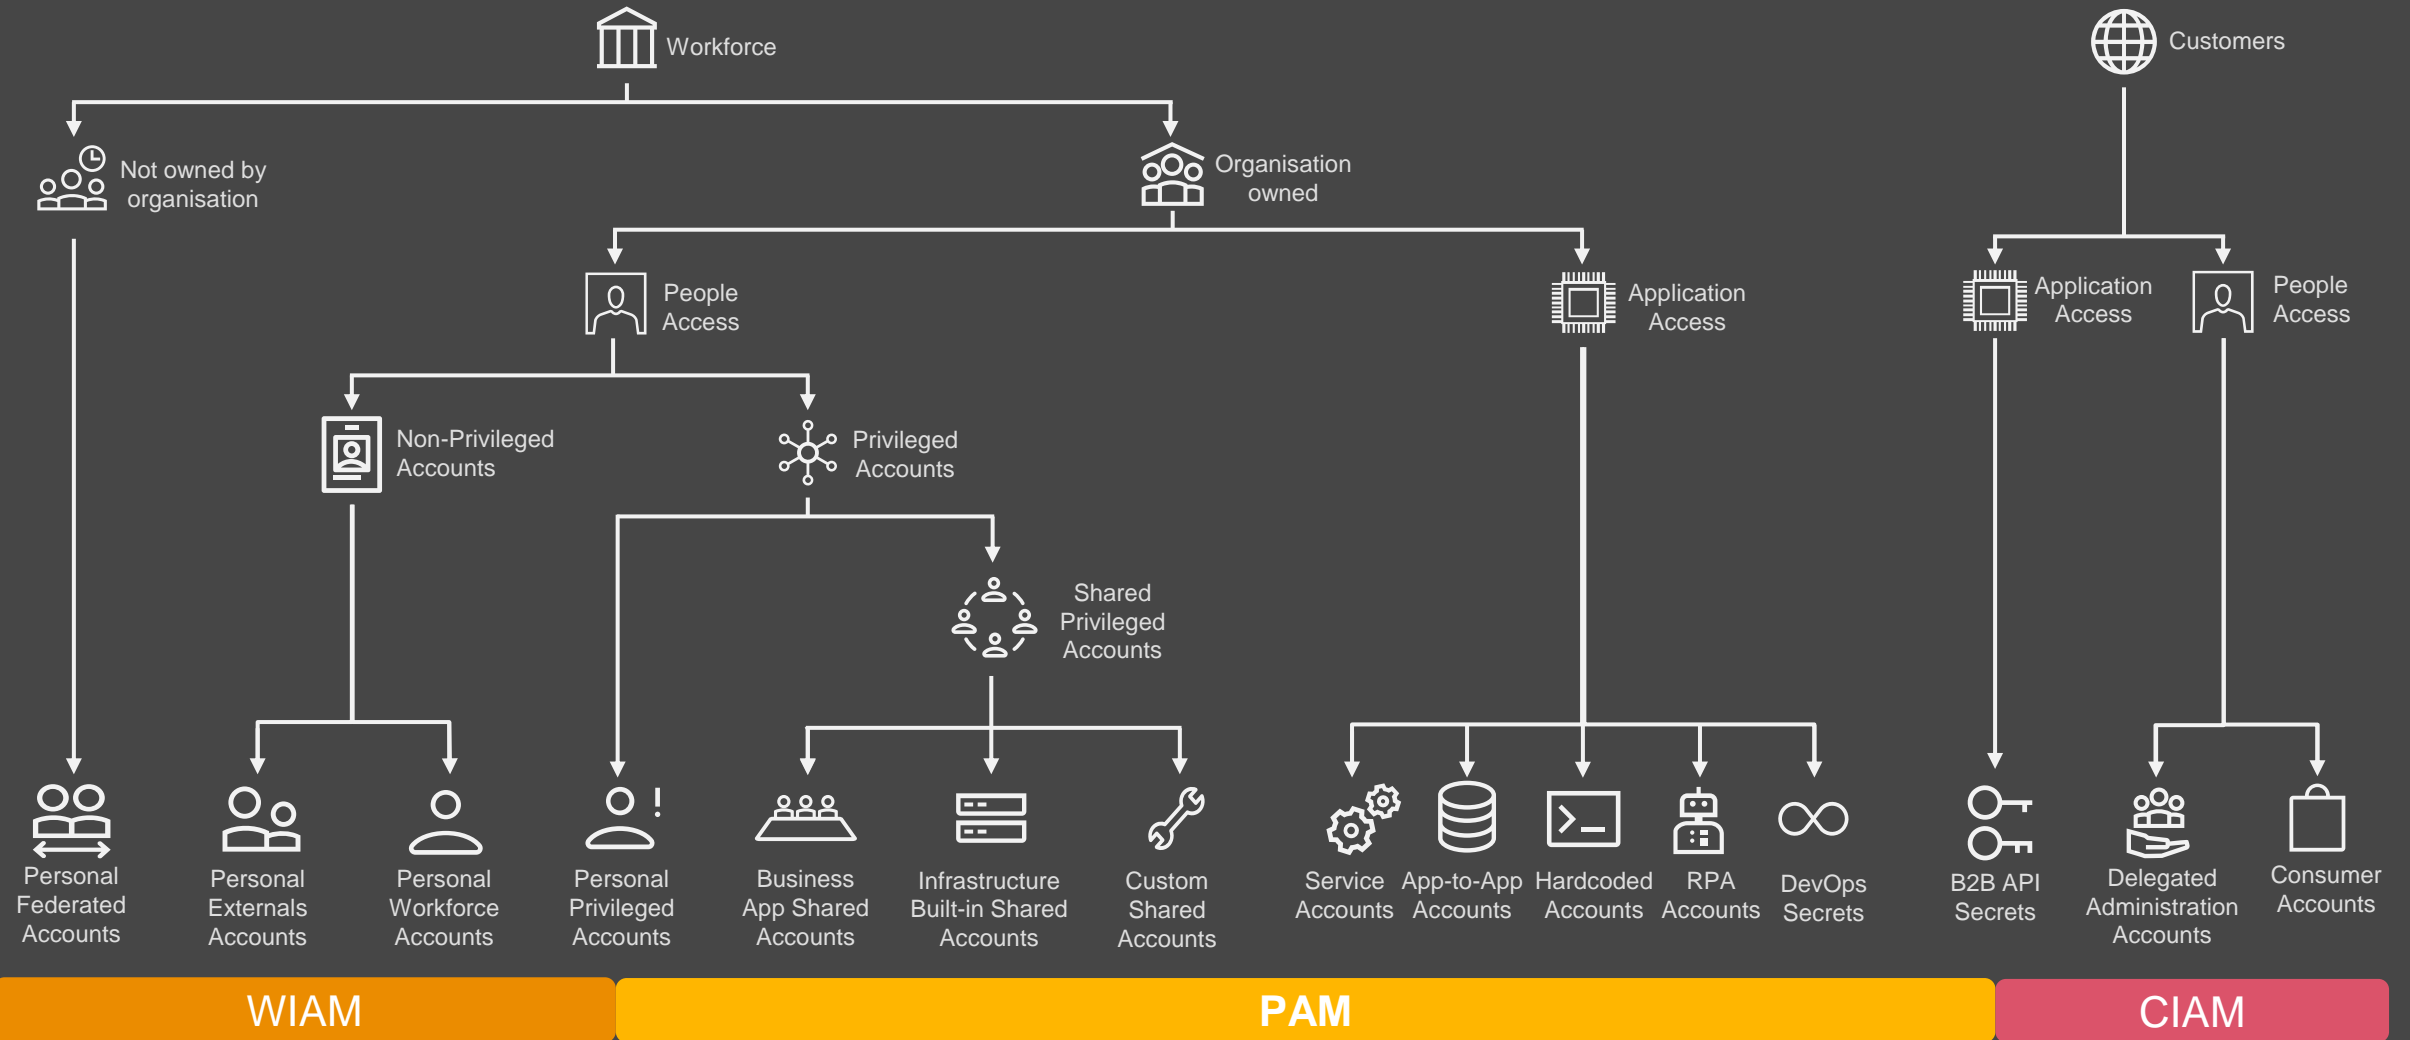 Workforce
Customers
Not owned by
organisation
Organisation
owned
People
Access
Application
Access
Application
Access
People
Access
Non-Privileged
Accounts
Privileged
Accounts
Shared
Privileged
Accounts
Personal
Federated
Accounts
Personal
Externals
Accounts
Personal
Workforce
Accounts
Personal
Privileged
Accounts
Business
App Shared
Accounts
Infrastructure
Built-in Shared
Accounts
Custom
Shared
Accounts
Service
Accounts
App-to-App
Accounts
Hardcoded
Accounts
RPA
Accounts
DevOps
Secrets
B2B API
Secrets
Delegated
Administration
Accounts
Consumer
Accounts
WIAM
PAM
CIAM